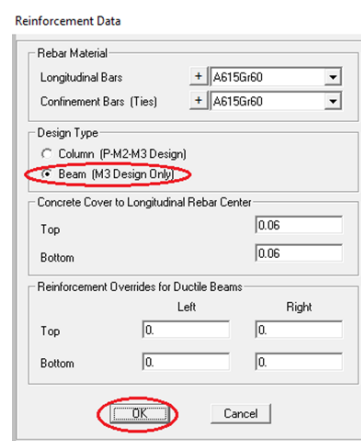 Reinforcement Data
Rebar Material
Longitudinal Bars + A615Gr60
Confinement Bars (Ties) + A615Gr60
Design Type
Column (P-M2-M3 Design)
Beam (M3 Design Only)
Concrete Cover to Longitudinal Rebar Center
Top 0.06
Bottom 0.06
Reinforcement Overrides for Ductile Beams
Left Right
Top 0. 0.
Bottom 0. 0.
OK Cancel